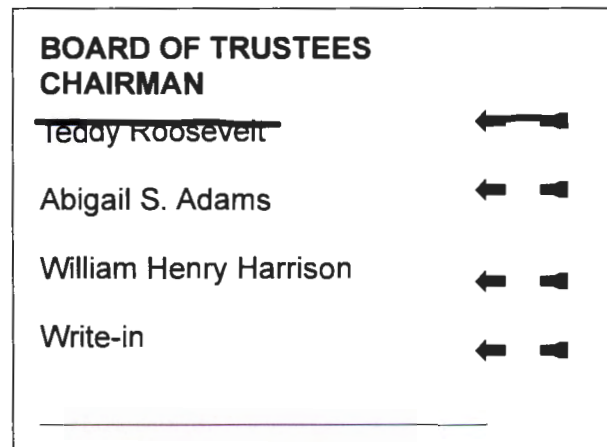 BOARD OF TRUSTEES
CHAIRMAN
Teddy Roosevelt
Abigail S. Adams
William Henry Harrison
Write-in